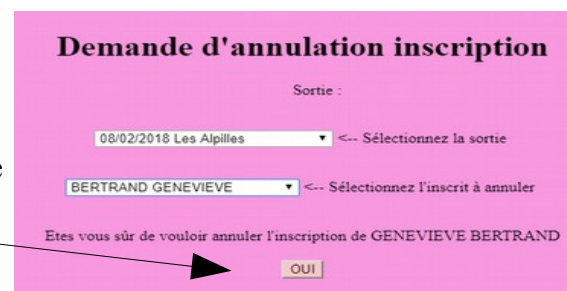 Demande d'annulation inscription
Sortie :
08/02/2018 Les Alpilles <-- Sélectionnez la sortie
BERTRAND GENEVIEVE <-- Sélectionnez l'inscrit à annuler
Etes vous sûr de vouloir annuler l'inscription de GENEVIEVE BERTRAND
OUI